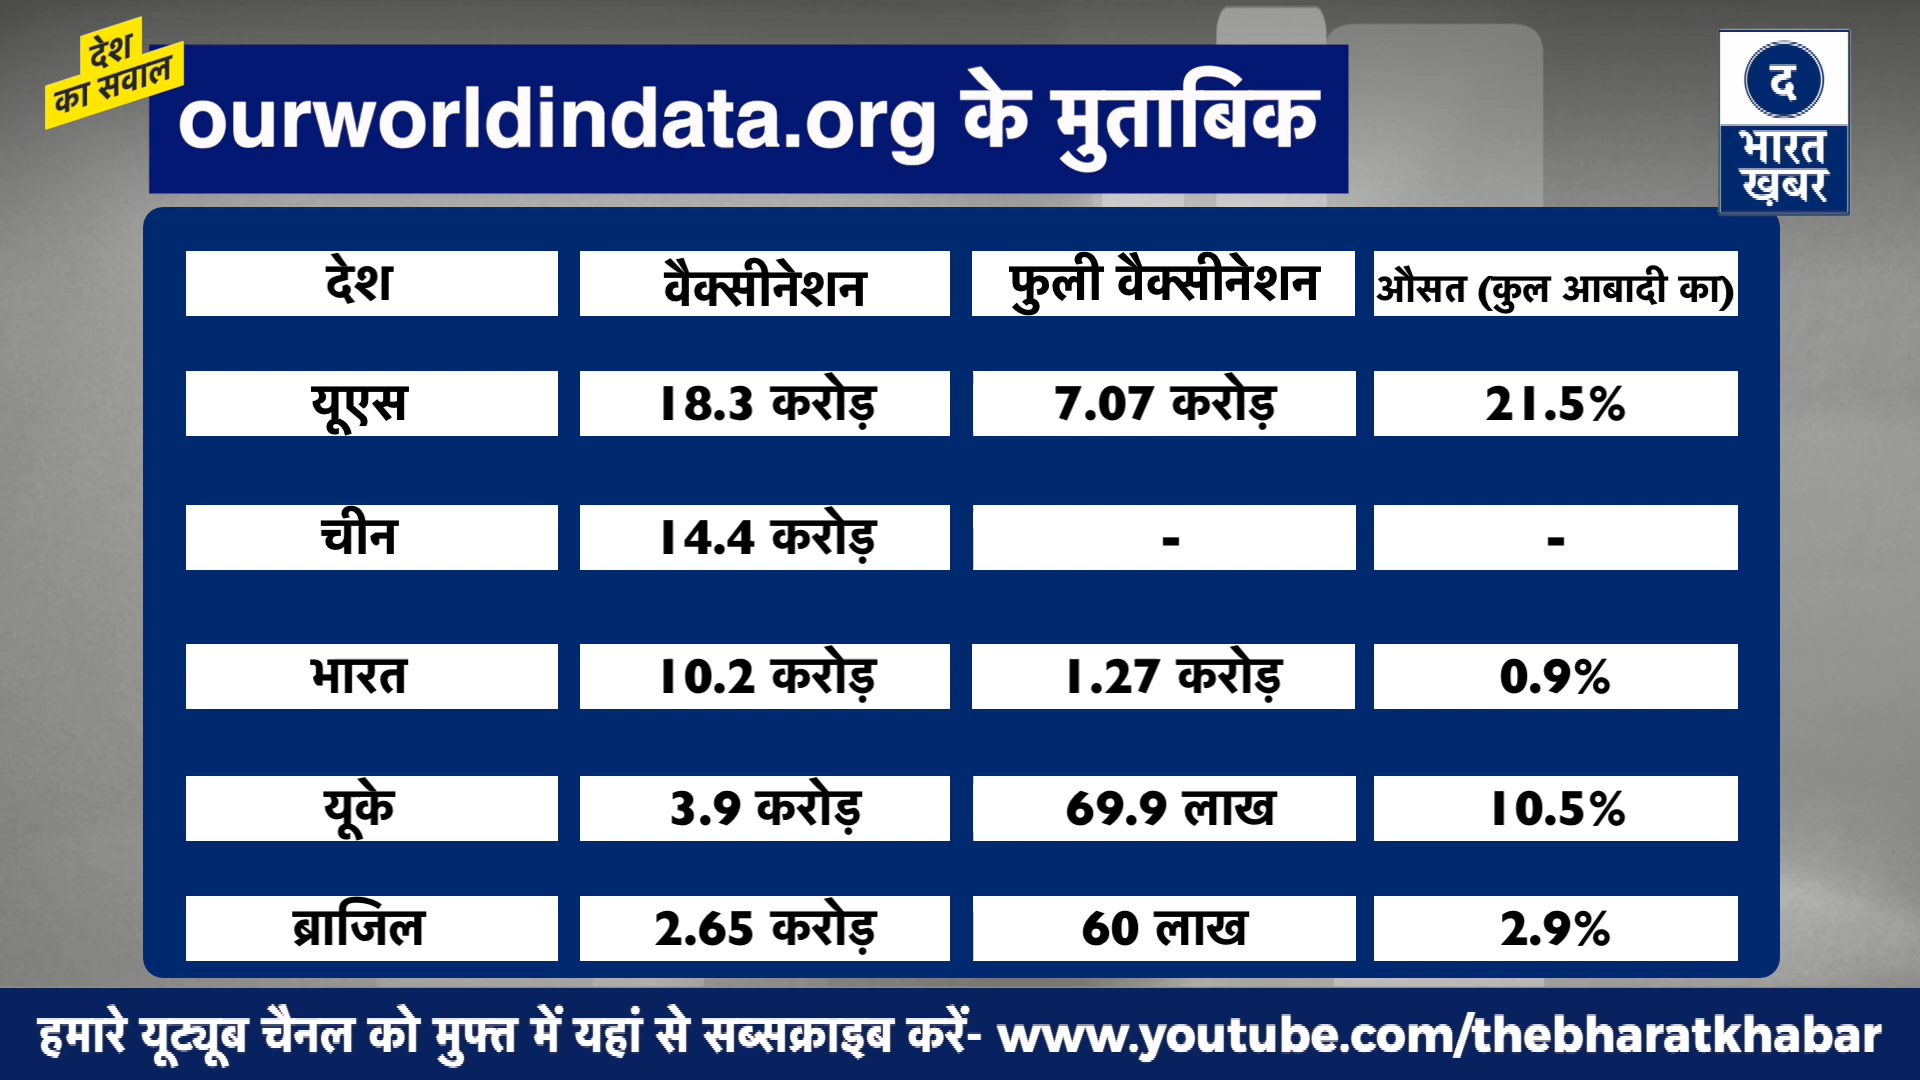 देश
का सवाल
ourworldindata.org के मुताबिक
द
भारत
ख़बर
देश वैक्सीनेशन फुली वैक्सीनेशन औसत (कुल आबादी का)
यूएस 18.3 करोड़ 7.07 करोड़ 21.5%
चीन 14.4 करोड़ - -
भारत 10.2 करोड़ 1.27 करोड़ 0.9%
यूके 3.9 करोड़ 69.9 लाख 10.5%
ब्राजिल 2.65 करोड़ 60 लाख 2.9%
हमारे यूट्यूब चैनल को मुफ्त में यहां से सब्सक्राइब करें- www.youtube.com/thebharatkhabar